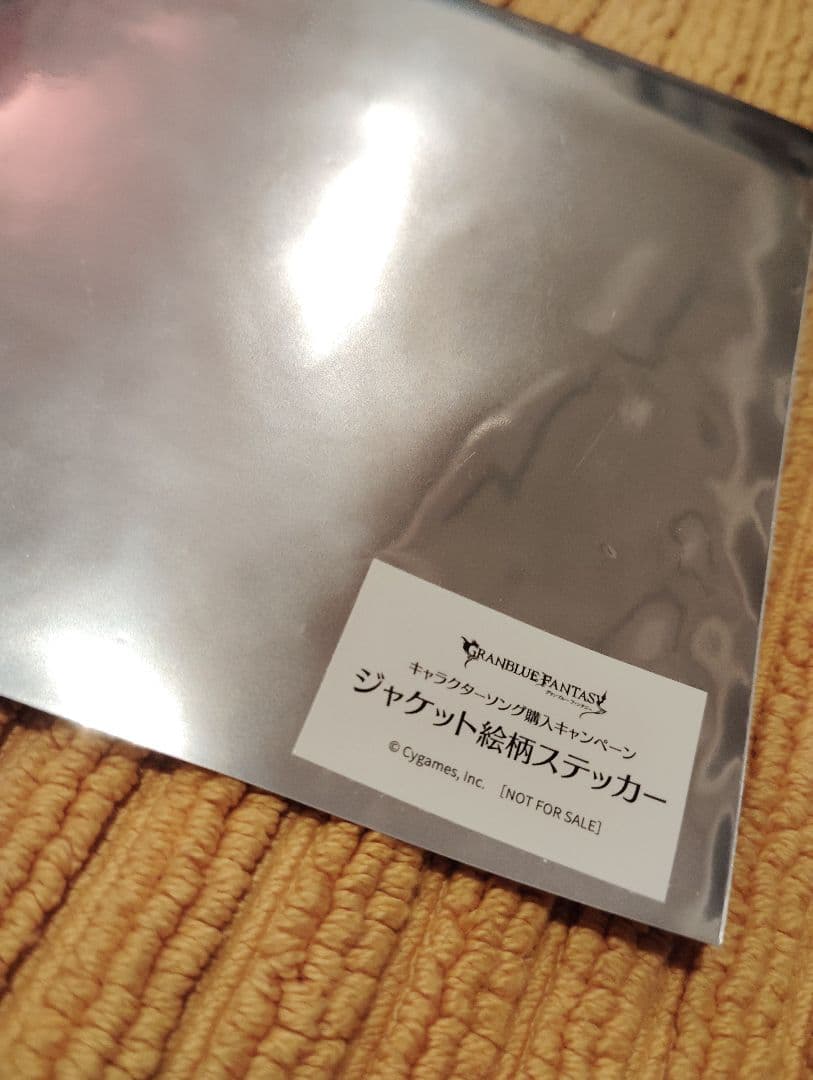 GRANBLUE FANTASY
グランブルーファンタジー
キャラクターソング購入キャンペーン
ジャケット絵柄ステッカー
© Cygames, Inc. [NOT FOR SALE]